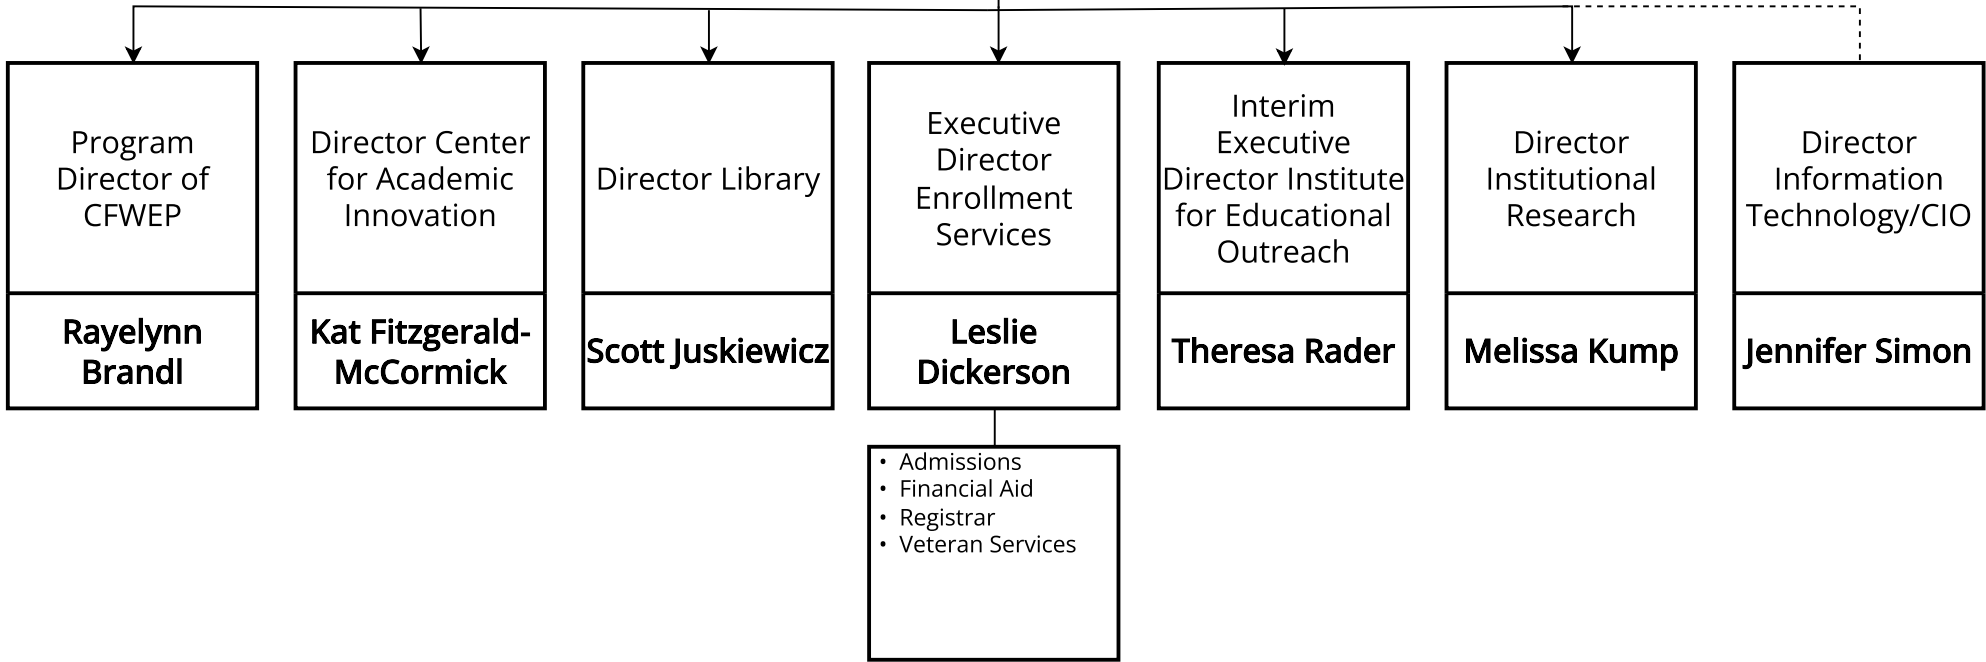 Program
Director of
CFWEP
Rayelynn
Brandl
Director Center
for Academic
Innovation
Kat Fitzgerald-
McCormick
Director Library
Scott Juskiewicz
Executive
Director
Enrollment
Services
Leslie
Dickerson
• Admissions
• Financial Aid
• Registrar
• Veteran Services
Interim
Executive
Director Institute
for Educational
Outreach
Theresa Rader
Director
Institutional
Research
Melissa Kump
Director
Information
Technology/CIO
Jennifer Simon